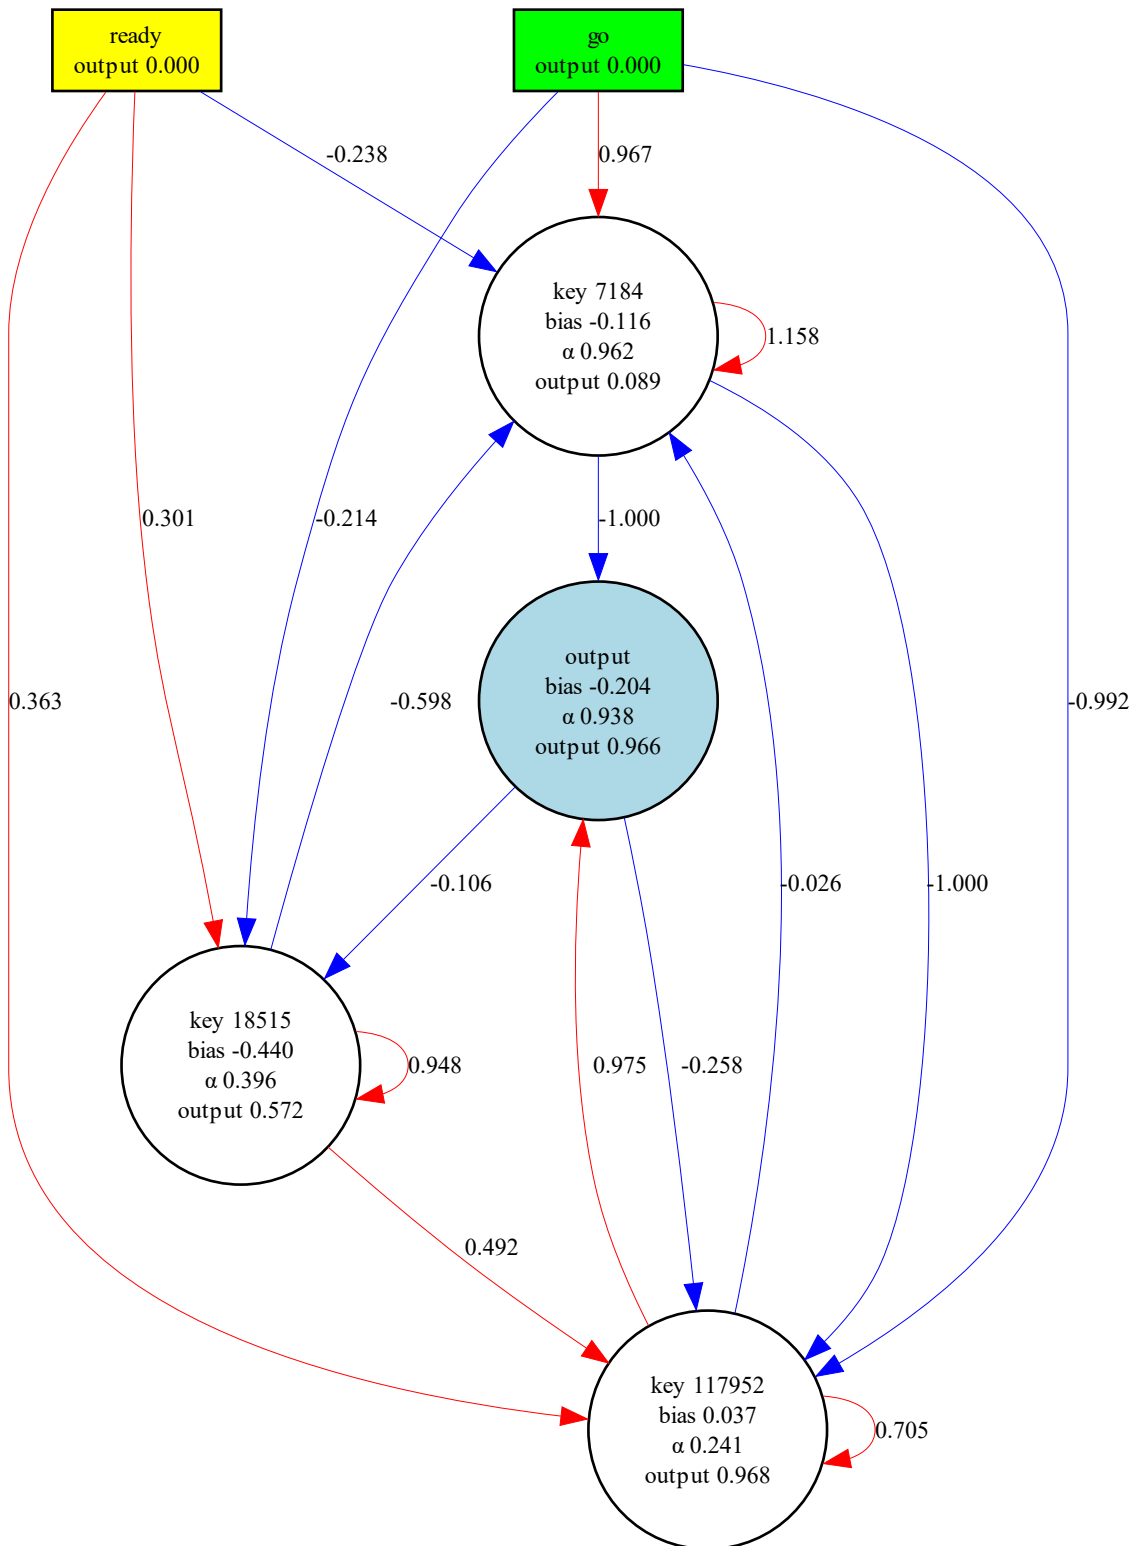 ready
output 0.000
go
output 0.000
-0.238
0.967
key 7184
bias -0.116
α 0.962
output 0.089
1.158
0.301
-0.214
-1.000
output
bias -0.204
α 0.938
output 0.966
0.363
-0.598
-0.992
-0.106
-0.026
-1.000
key 18515
bias -0.440
α 0.396
output 0.572
0.948
0.975
-0.258
0.492
key 117952
bias 0.037
α 0.241
output 0.968
0.705